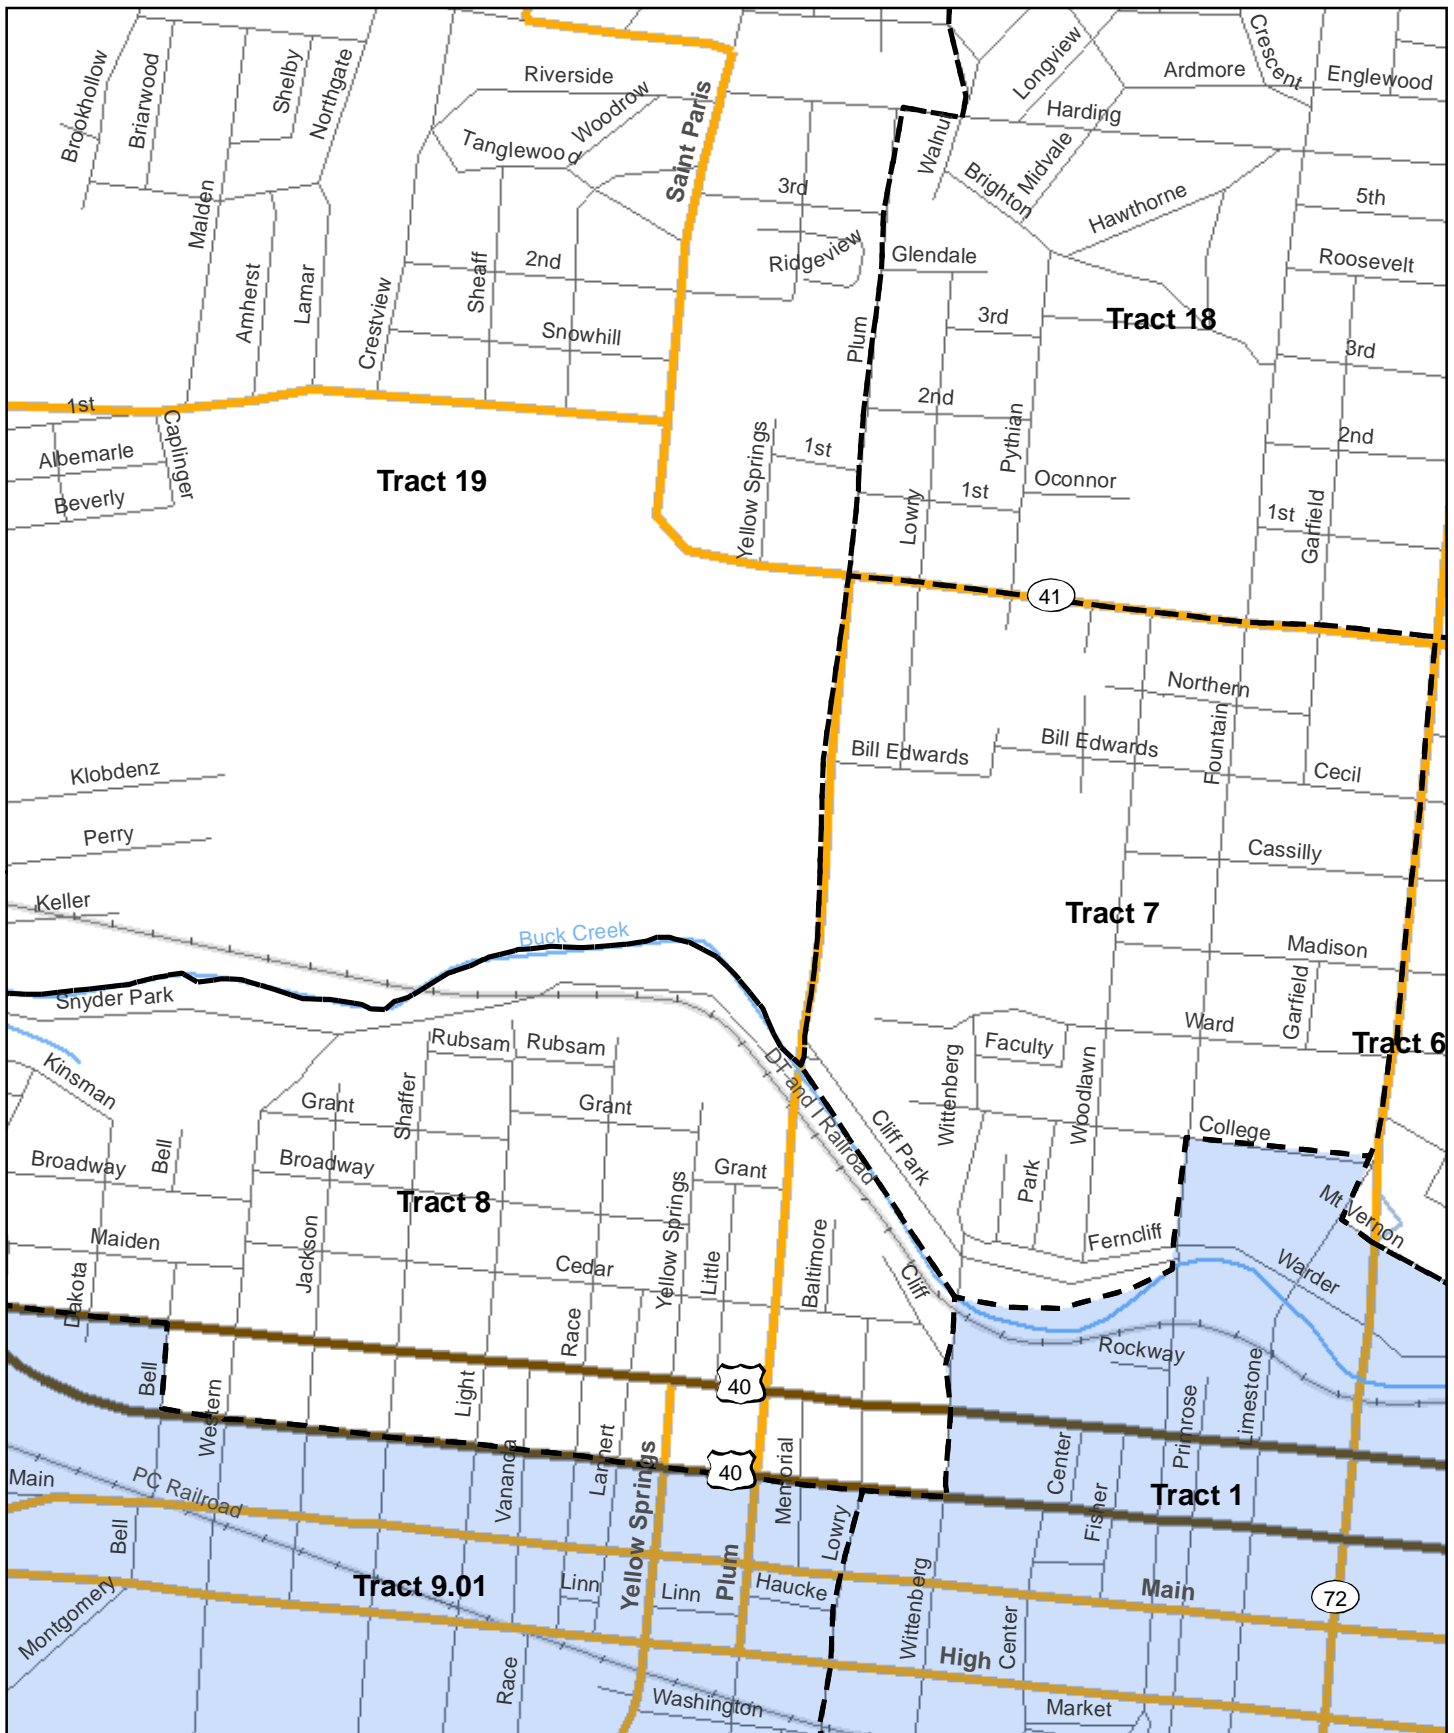 Brookhollow
Briarwood
Shelby
Northgate
Malden
Amherst
Lamar
Crestview
Riverside
Woodrow
Tanglewood
Saint Paris
Sheaff
2nd
Snowhill
3rd
Ridgeview
Plum
Glendale
Walnu
Longview
Ardmore
Crescent
Englewood
Harding
Midvale
Brighton
Hawthorne
5th
Roosevelt
3rd
Tract 18
3rd
2nd
Pythian
2nd
1st
Albemarle
Caplinger
Beverly
Tract 19
Yellow Springs
1st
Lowry
1st
Oconnor
1st
Garfield
41
Northern
Fountain
Bill Edwards
Bill Edwards
Cecil
Klobdenz
Perry
Keller
Cassilly
Tract 7
Madison
Garfield
Buck Creek
Snyder Park
Ward
Faculty
Tract 6
Kinsman
Rubsam
Rubsam
Shaffer
Grant
Grant
DT and I Railroad
Cliff Park
Wittenberg
Woodlawn
College
Broadway
Bell
Broadway
Grant
Tract 8
Yellow Springs
Park
Mt Vernon
Maiden
Jackson
Cedar
Little
Baltimore
Cliff
Ferncliff
Warder
Dakota
Race
Rockway
Bell
Western
Light
40
Limestone
Primrose
Main
PC Railroad
Vananda
Lannert
Yellow Springs
40
Memorial
Center
Fisher
Tract 1
Bell
Lowry
Montgomery
Tract 9.01
Linn
Linn
Plum
Haucke
Wittenberg
Center
Main
72
Race
Washington
High
Market